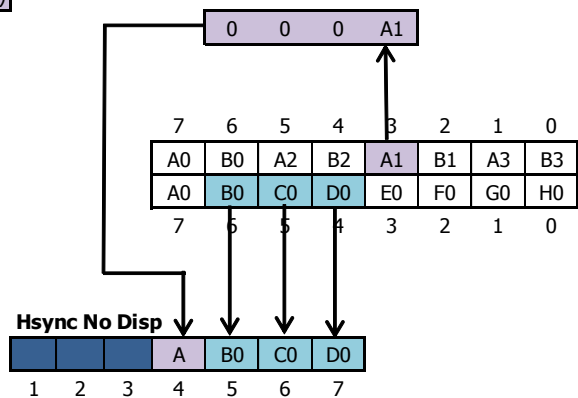 0 0 0 A1
7 6 5 4 3 2 1 0
A0 B0 A2 B2 A1 B1 A3 B3
A0 B0 C0 D0 E0 F0 G0 H0
7 6 5 4 3 2 1 0
Hsync No Disp
A B0 C0 D0
1 2 3 4 5 6 7